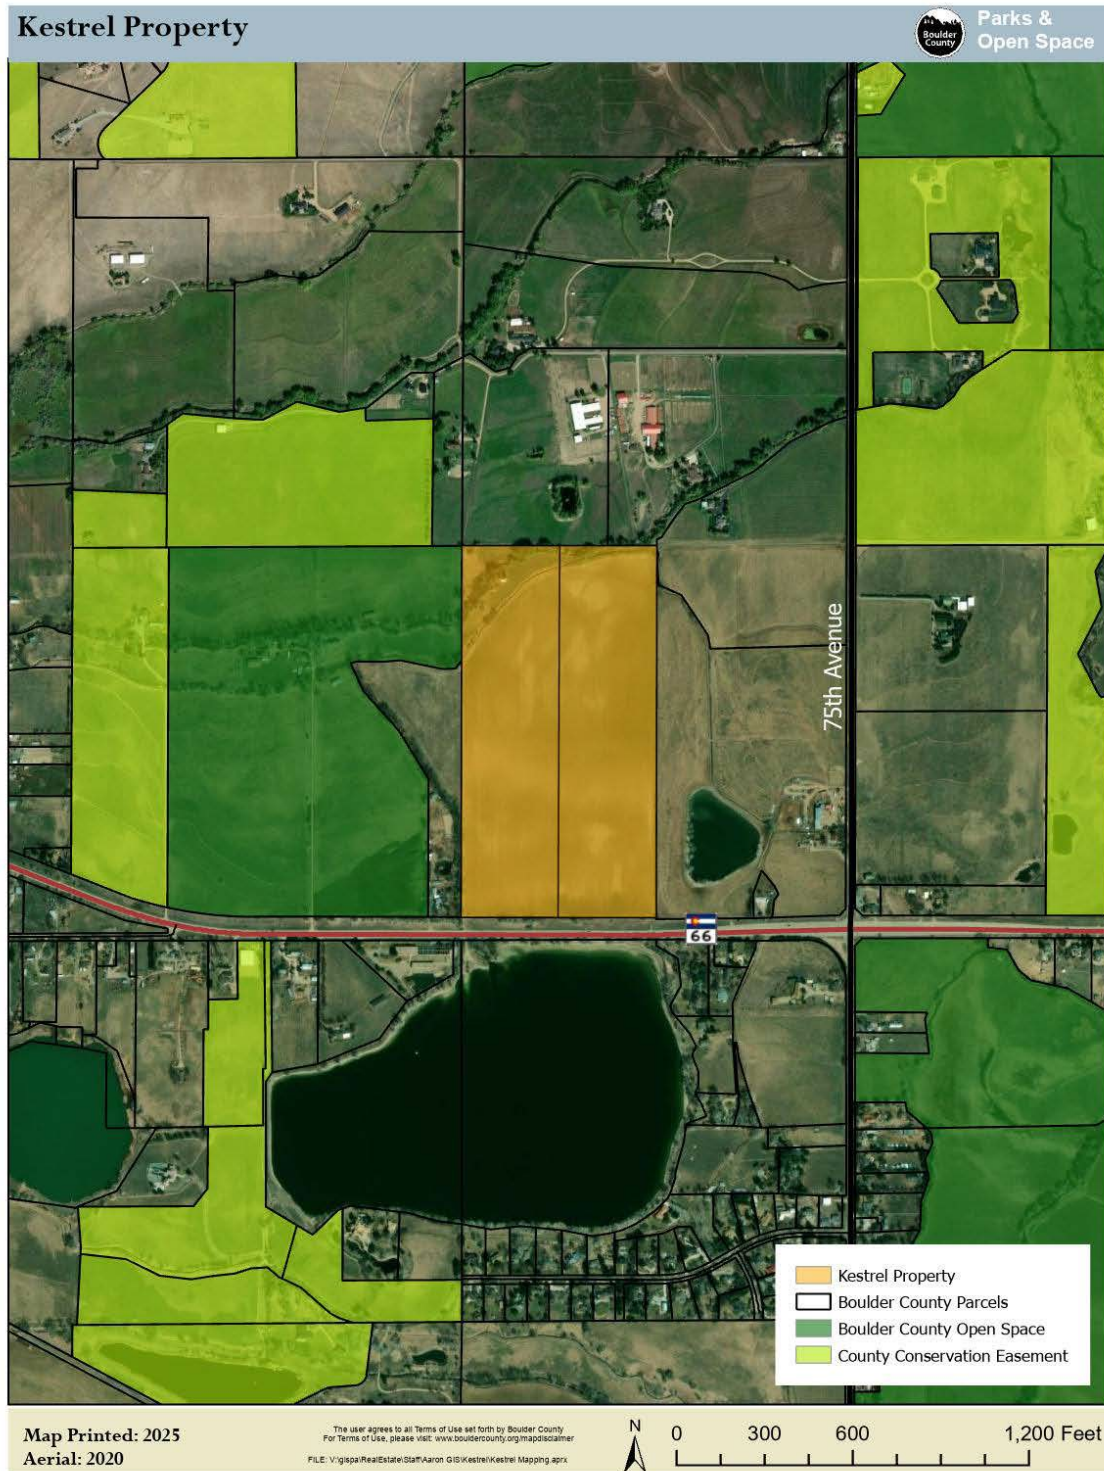 Kestrel Property
Boulder
County
Parks &
Open Space
75th Avenue
66
Kestrel Property
Boulder County Parcels
Boulder County Open Space
County Conservation Easement
Map Printed: 2025
Aerial: 2020
The user agrees to all Terms of Use set forth by Boulder County
For Terms of Use, please visit: www.bouldercounty.org/mapdisclaimer
FILE: V:\gispa\RealEstate\Staff\Aaron GIS\Kestrel\Kestrel Mapping.aprx
N
0 300 600 1,200 Feet